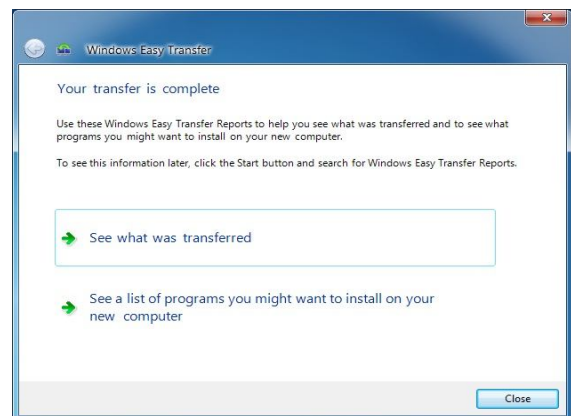 Windows Easy Transfer
Your transfer is complete
Use these Windows Easy Transfer Reports to help you see what was transferred and to see what
programs you might want to install on your new computer.
To see this information later, click the Start button and search for Windows Easy Transfer Reports.
See what was transferred
See a list of programs you might want to install on your
new computer
Close